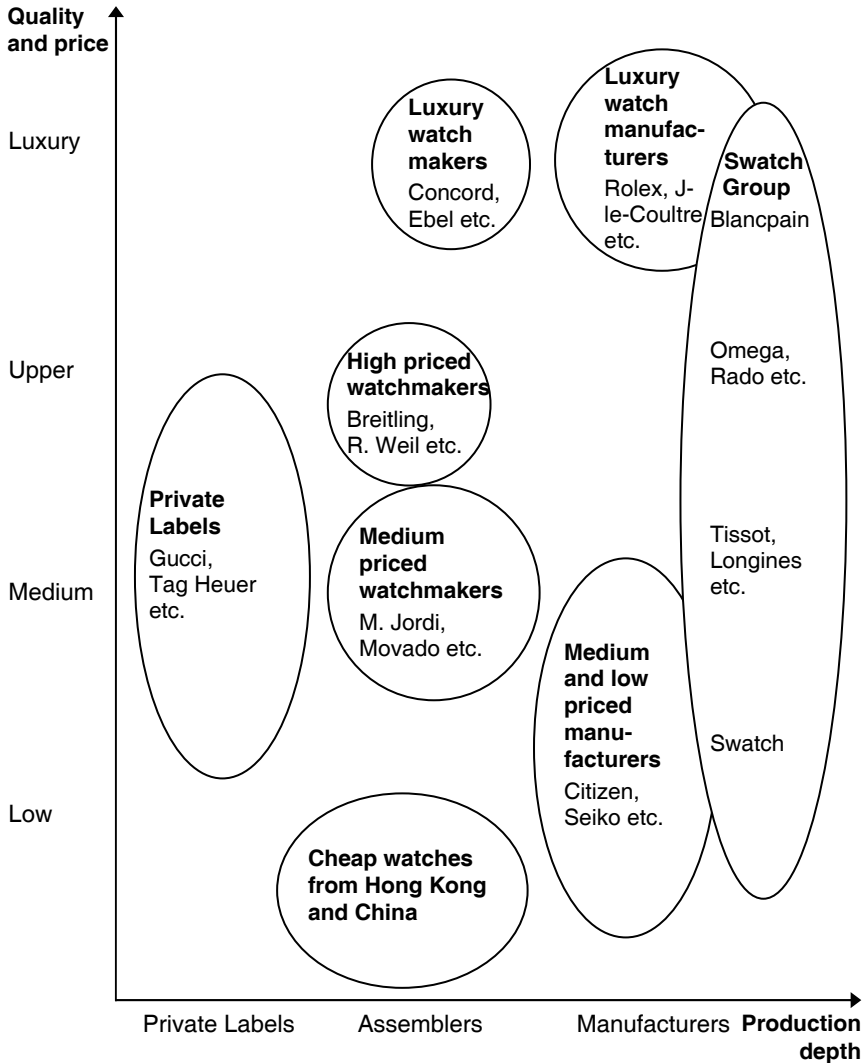 Quality
and price
Luxury
Upper
Medium
Low
Luxury
watch
makers
Concord,
Ebel etc.
Luxury
watch
manufac-
turers
Rolex, J-
le-Coultre
etc.
Swatch
Group
Blancpain
Omega,
Rado etc.
Tissot,
Longines
etc.
Swatch
High priced
watchmakers
Breitling,
R. Weil etc.
Private
Labels
Gucci,
Tag Heuer
etc.
Medium
priced
watchmakers
M. Jordi,
Movado etc.
Medium
and low
priced
manu-
facturers
Citizen,
Seiko etc.
Cheap watches
from Hong Kong
and China
Private Labels
Assemblers
Manufacturers
Production
depth